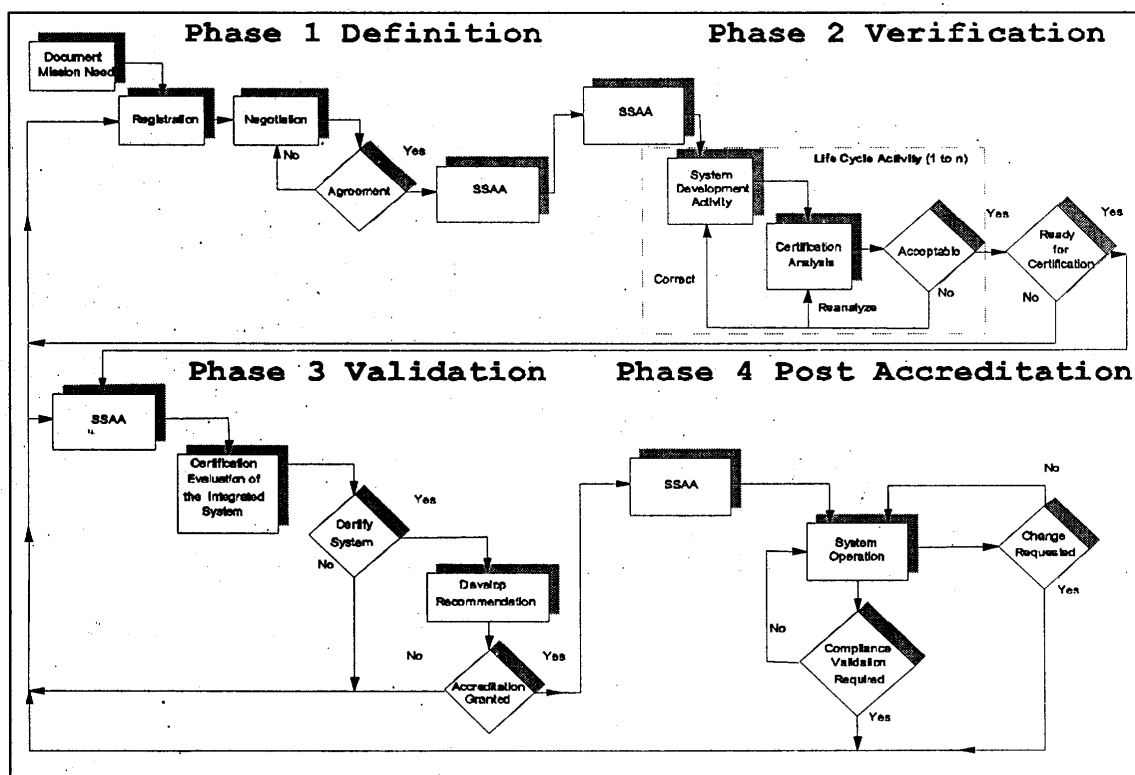 Phase 1 Definition
Document
Mission Need
Registration
Negotiation
No
Yes
Agreement
SSAA
Phase 2 Verification
SSAA
Life Cycle Activity (1 to n)
System
Development
Activity
Certification
Analysis
Acceptable
Yes
No
Correct
Reanalyze
Ready
for
Certification
Yes
No
Phase 3 Validation
SSAA
Certification
Evaluation of
the Integrated
System
Certify
System
Yes
No
Develop
Recommendation
No
Yes
Accreditation
Granted
Phase 4 Post Accreditation
SSAA
System
Operation
No
Change
Requested
Yes
No
Compliance
Validation
Required
Yes